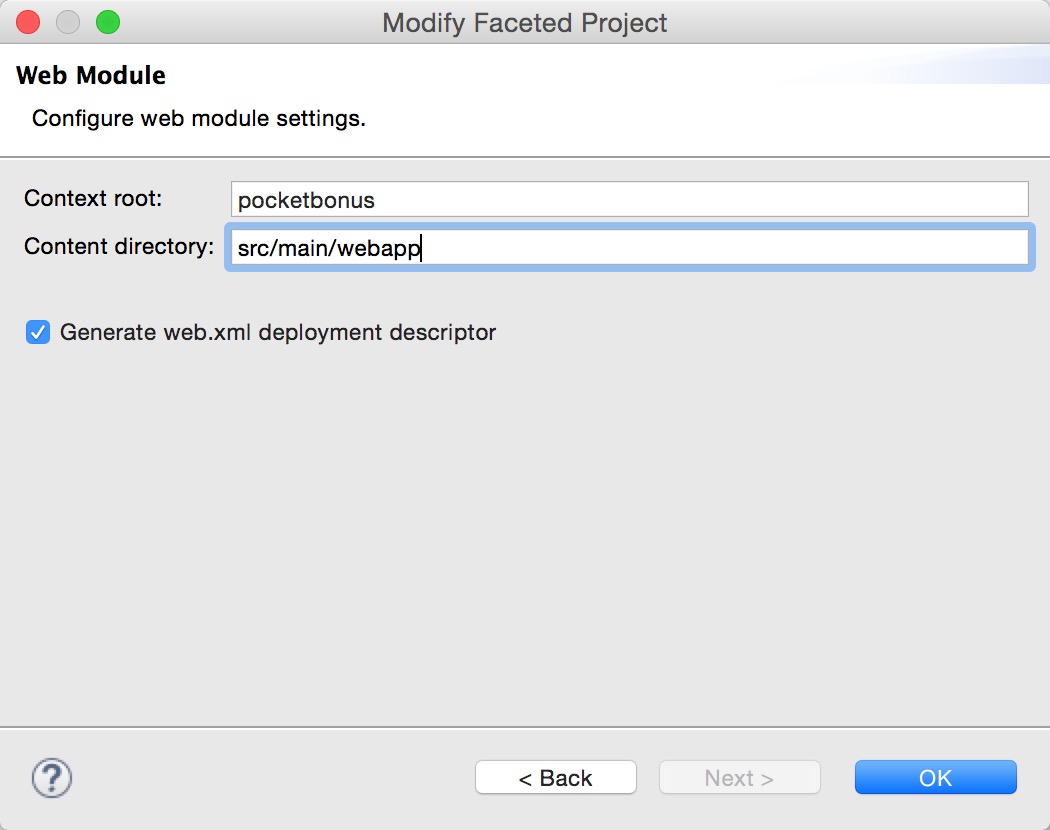 Modify Faceted Project
Web Module
Configure web module settings.
Context root: pocketbonus
Content directory: src/main/webapp
Generate web.xml deployment descriptor
? < Back Next > OK